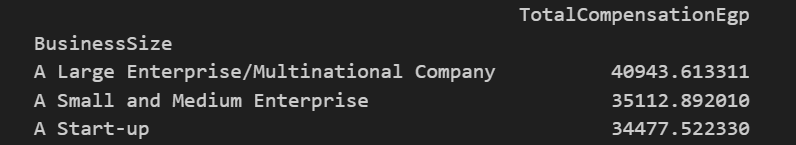 TotalCompensationEgp
BusinessSize
A Large Enterprise/Multinational Company 40943.613311
A Small and Medium Enterprise 35112.892010
A Start-up 34477.522330